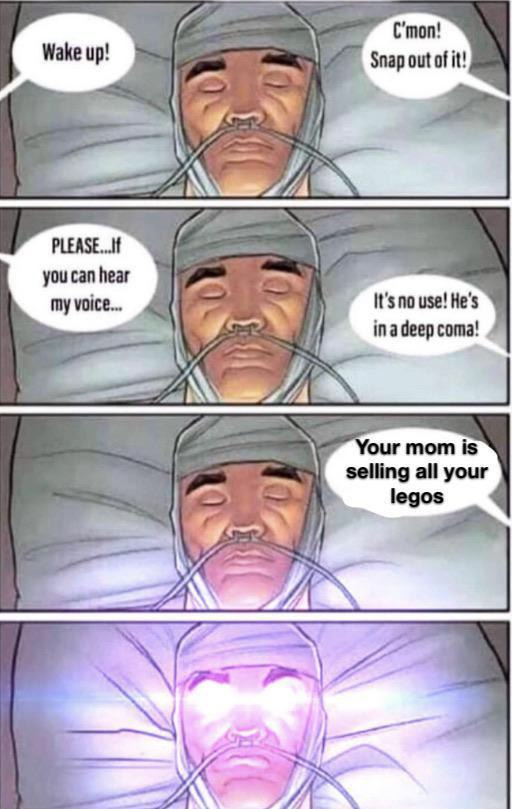 Wake up!
C'mon!
Snap out of it!
PLEASE...If
you can hear
my voice...
It's no use! He's
in a deep coma!
Your mom is
selling all your
legos